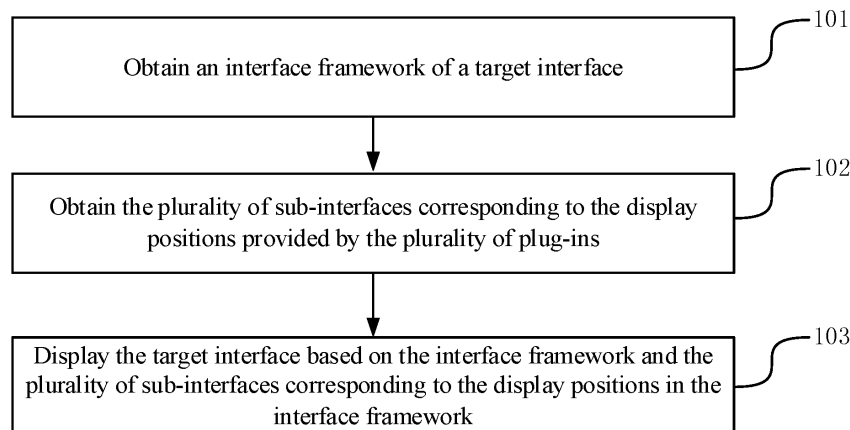 101
Obtain an interface framework of a target interface
102
Obtain the plurality of sub-interfaces corresponding to the display
positions provided by the plurality of plug-ins
103
Display the target interface based on the interface framework and the
plurality of sub-interfaces corresponding to the display positions in the
interface framework